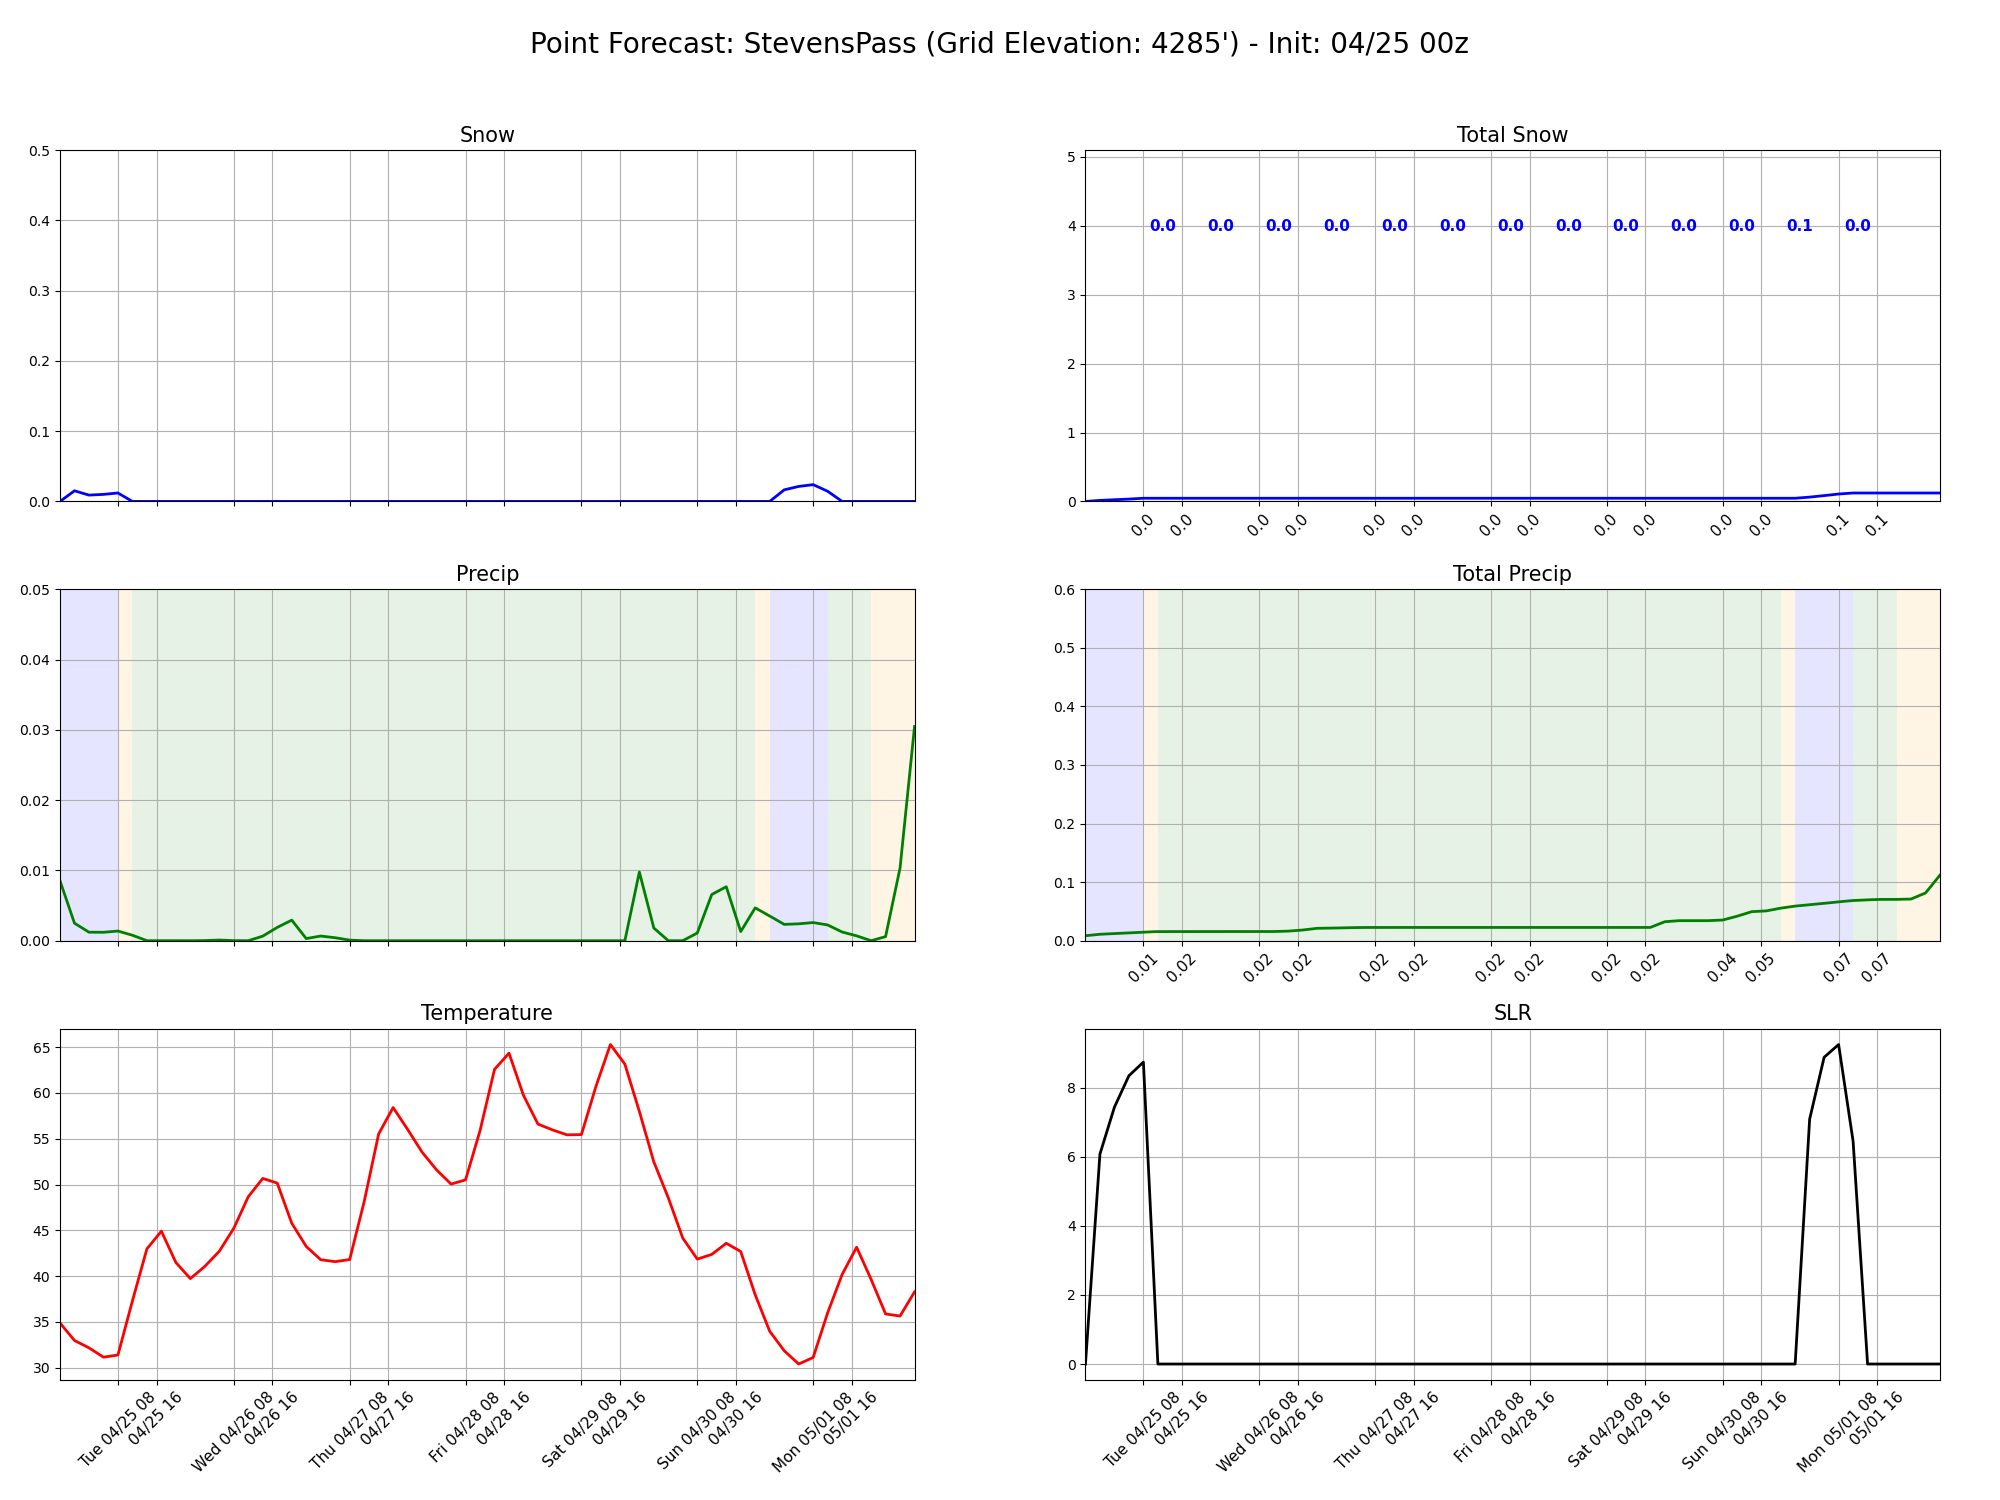 Point Forecast: StevensPass (Grid Elevation: 4285') - Init: 04/25 00z
Snow
0.5
0.4
0.3
0.2
0.1
0.0
Total Snow
5
4
3
2
1
0
0.0 0.0 0.0 0.0 0.0 0.0 0.0 0.0 0.0 0.0 0.0 0.1 0.0
0.0 0.0 0.0 0.0 0.0 0.0 0.0 0.0 0.0 0.0 0.0 0.0 0.1 0.1
Precip
0.05
0.04
0.03
0.02
0.01
0.00
Total Precip
0.6
0.5
0.4
0.3
0.2
0.1
0.0
0.01 0.02 0.02 0.02 0.02 0.02 0.02 0.02 0.02 0.02 0.04 0.05 0.07 0.07
Temperature
65
60
55
50
45
40
35
30
Tue 04/25 08
04/25 16
Wed 04/26 08
04/26 16
Thu 04/27 08
04/27 16
Fri 04/28 08
04/28 16
Sat 04/29 08
04/29 16
Sun 04/30 08
04/30 16
Mon 05/01 08
05/01 16
SLR
8
6
4
2
0
Tue 04/25 08
04/25 16
Wed 04/26 08
04/26 16
Thu 04/27 08
04/27 16
Fri 04/28 08
04/28 16
Sat 04/29 08
04/29 16
Sun 04/30 08
04/30 16
Mon 05/01 08
05/01 16